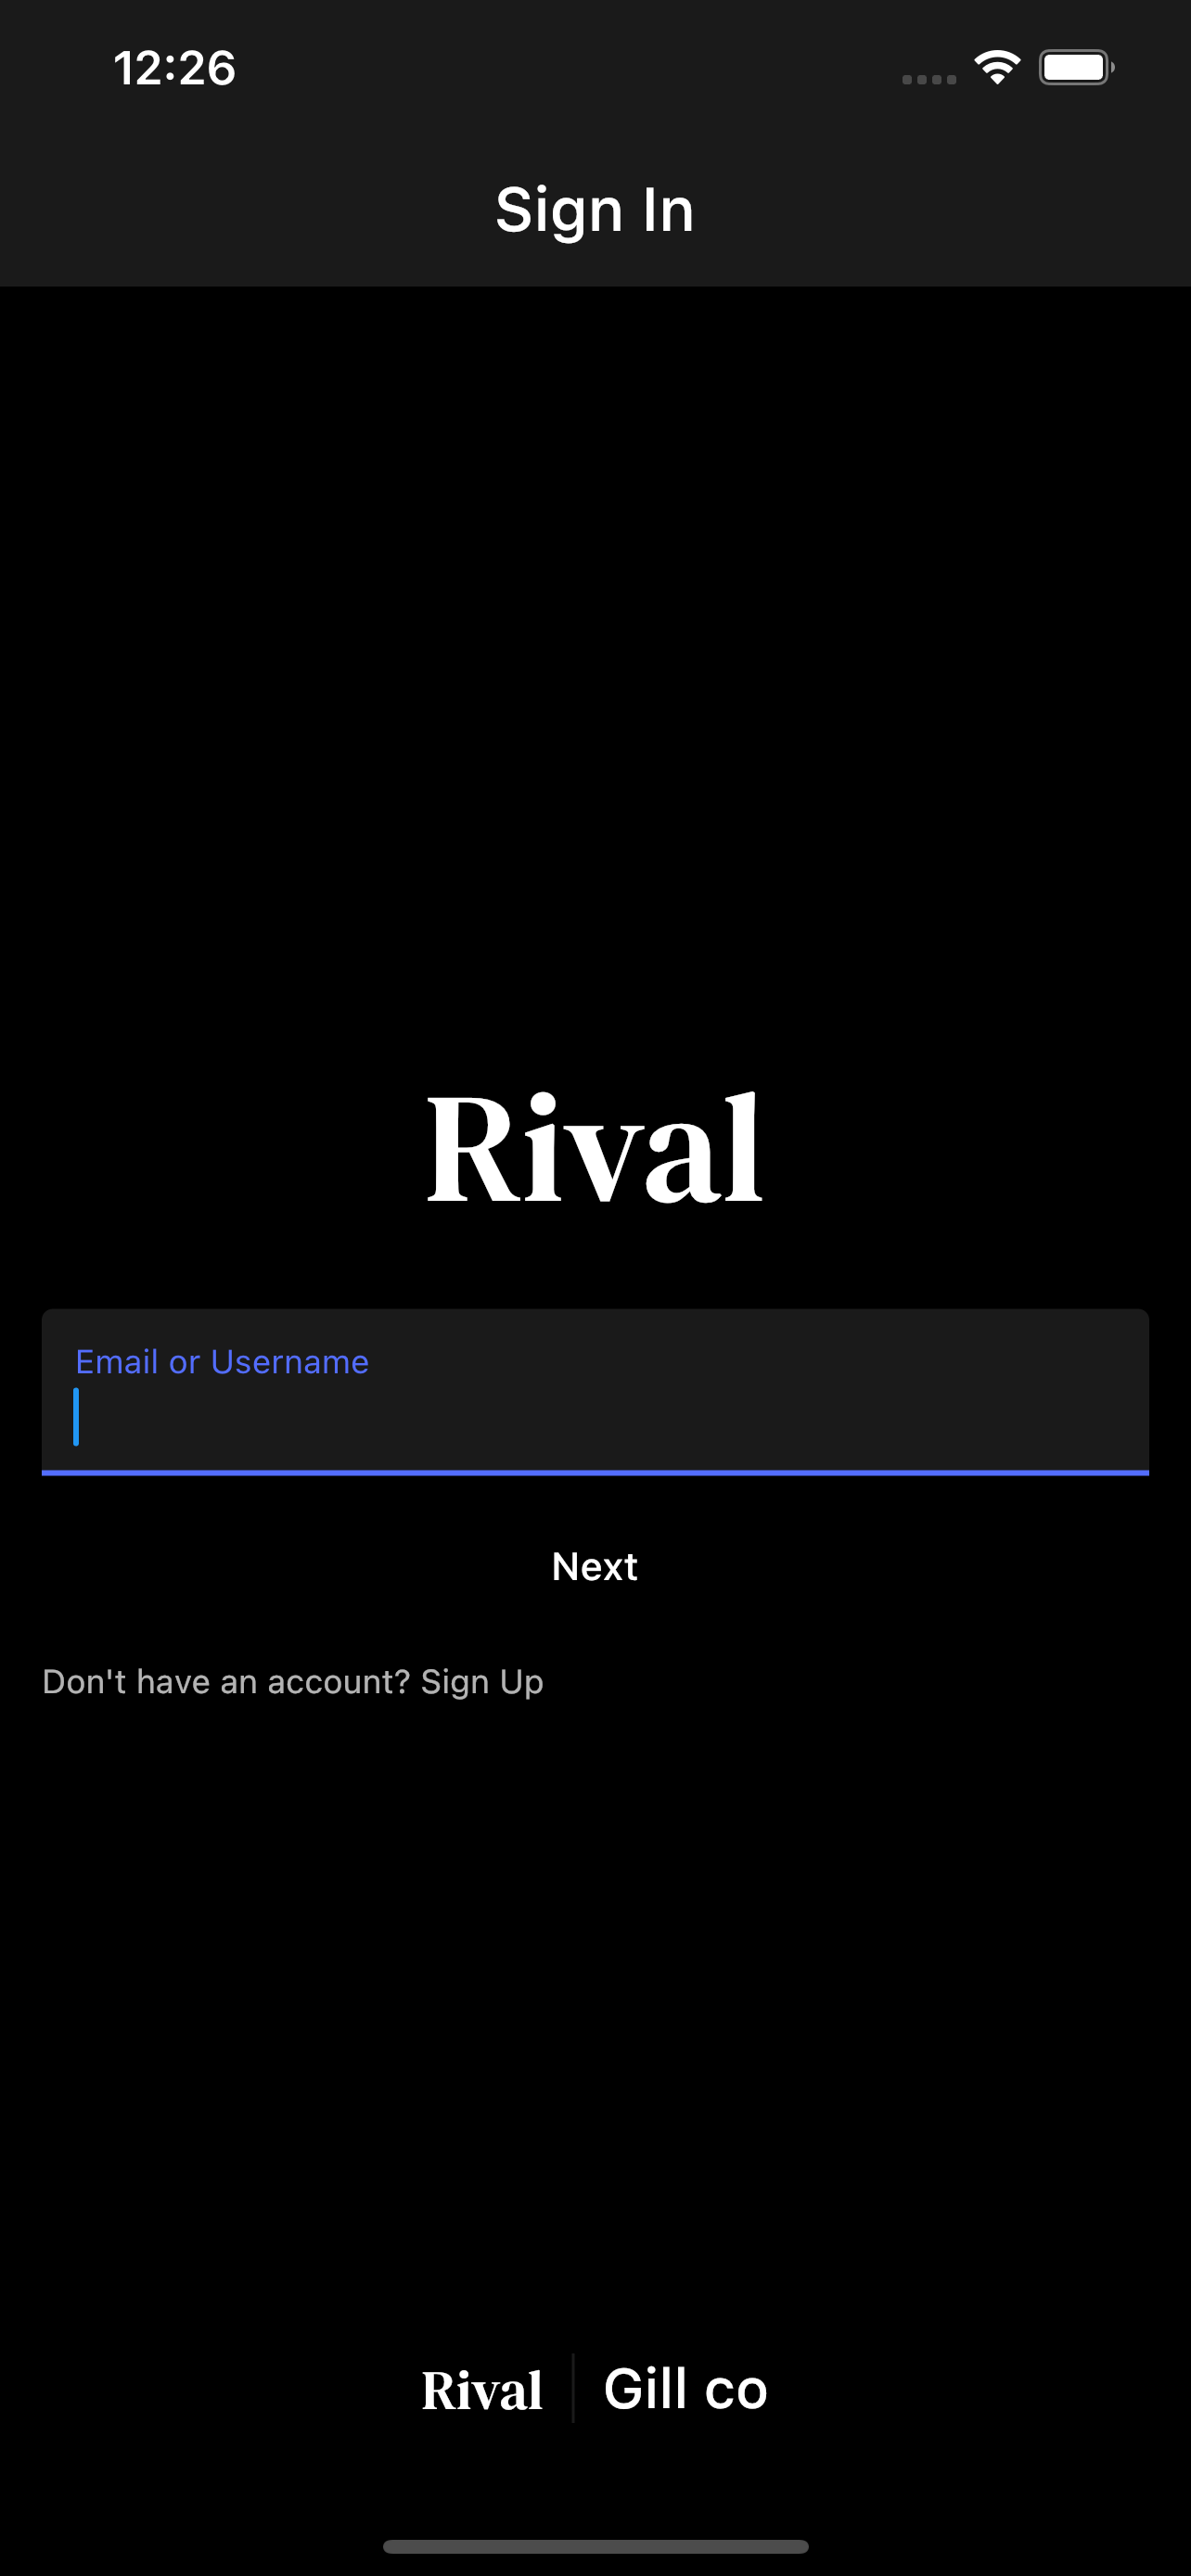 12:26
Sign In
Rival
Email or Username
Next
Don't have an account? Sign Up
Rival | Gill co